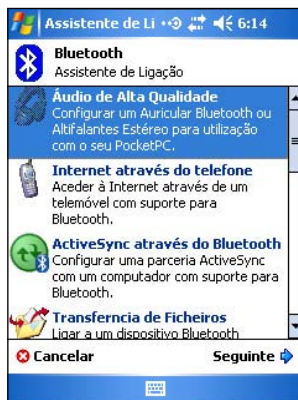 Assistente de Li 6:14
Bluetooth
Assistente de Ligação
Áudio de Alta Qualidade
Configurar um Auricular Bluetooth ou
Altifalantes Estéreo para utilização
com o seu PocketPC.
Internet através do telefone
Aceder à Internet através de um
telemóvel com suporte para
Bluetooth.
ActiveSync através do Bluetooth
Configurar uma parceria ActiveSync
com um computador com suporte para
Bluetooth.
Transferncia de Ficheiros
Ligar a um dispositivo Bluetooth
Cancelar Seguinte